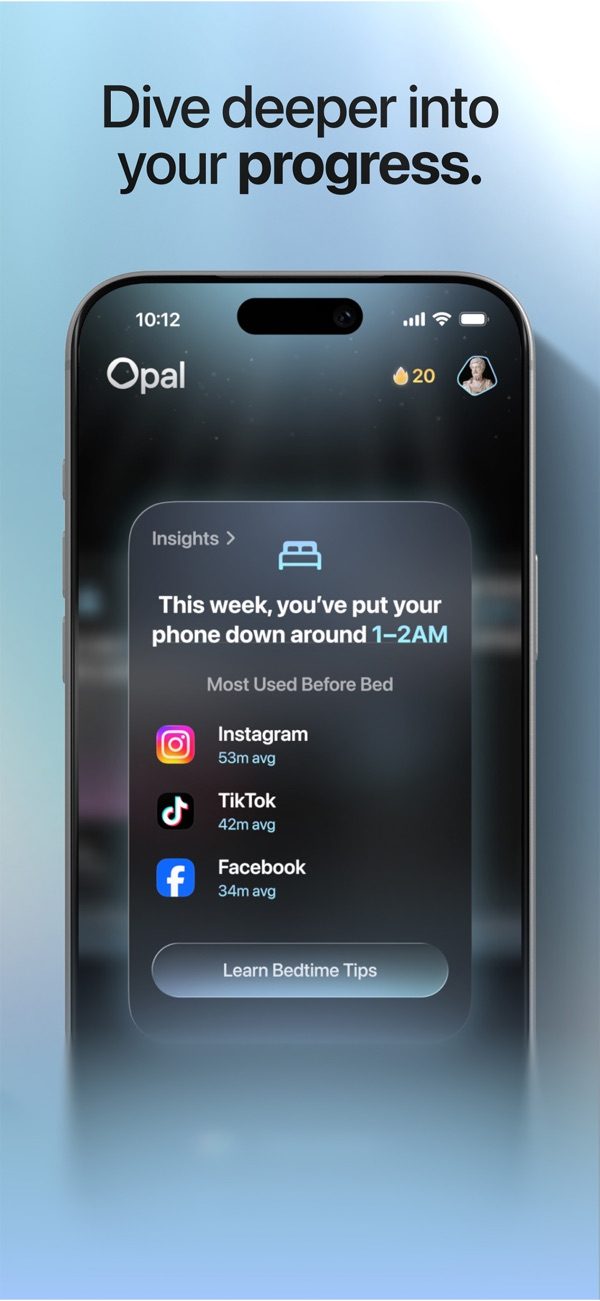 Dive deeper into
your progress.
10:12
Opal
20
Insights >
This week, you’ve put your
phone down around 1–2AM
Most Used Before Bed
Instagram
53m avg
TikTok
42m avg
Facebook
34m avg
Learn Bedtime Tips